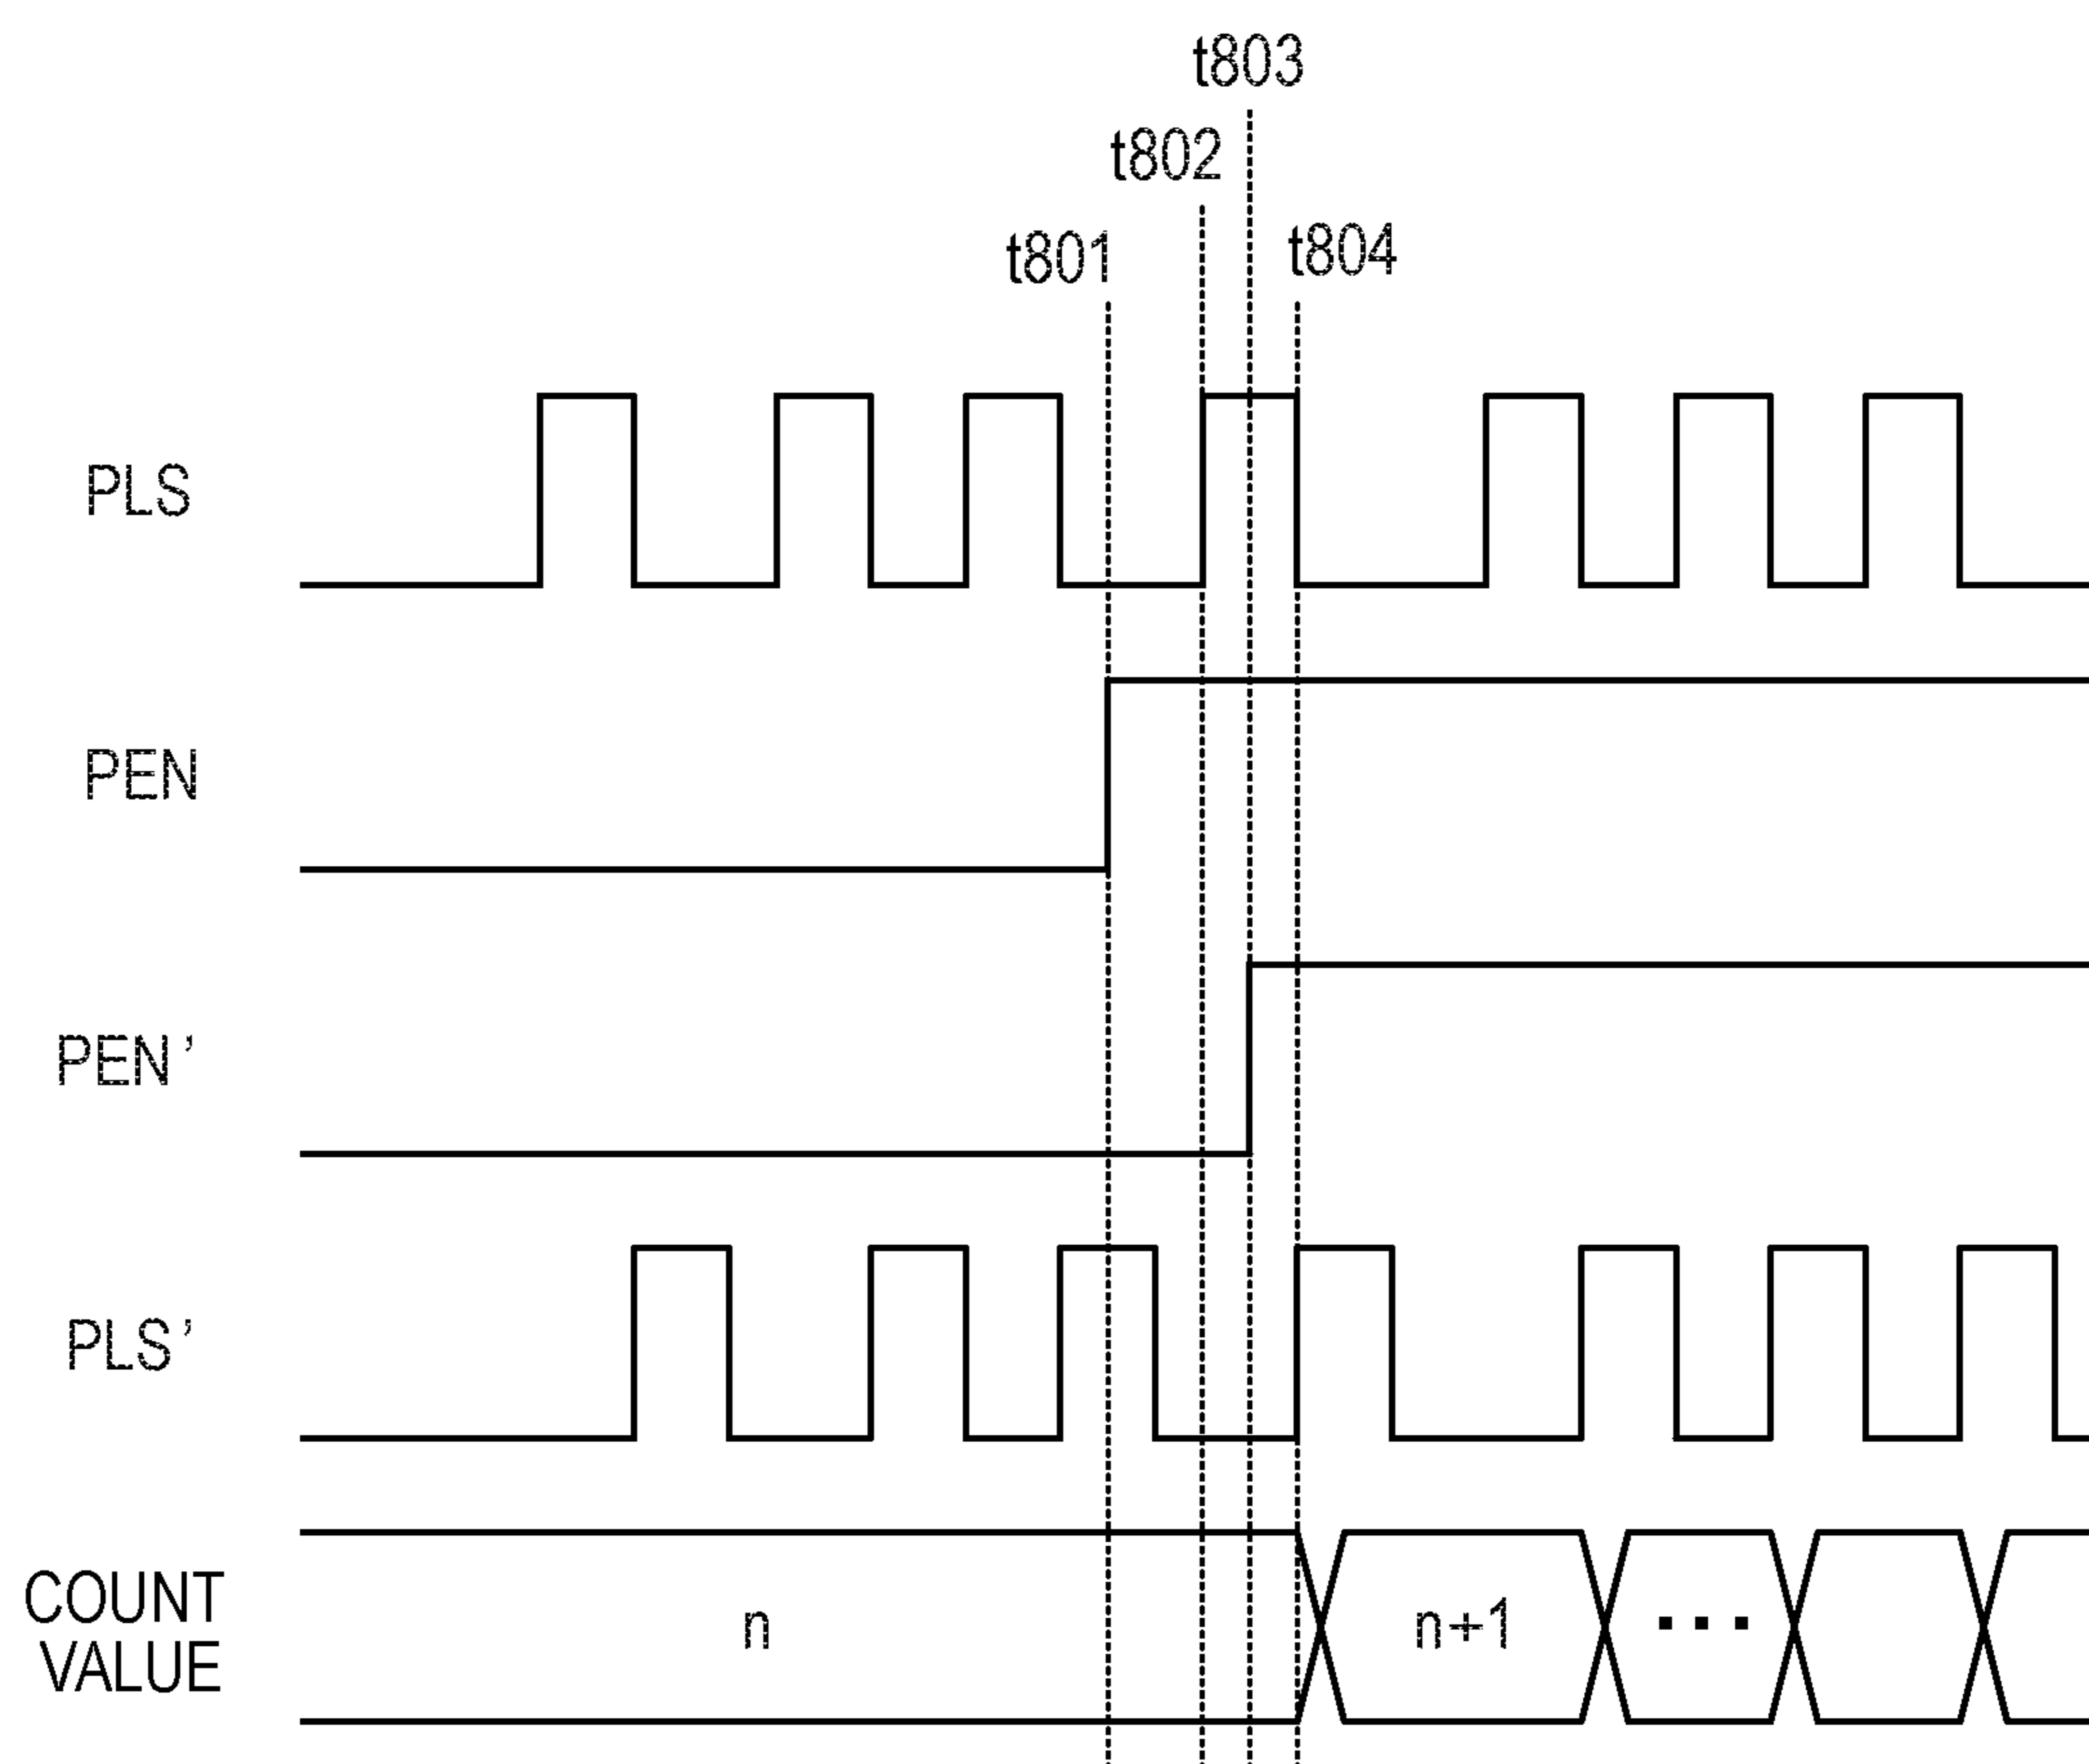 t803
t802
t801
t804
PLS
PEN
PEN’
PLS’
COUNT
VALUE
n
n+1
...